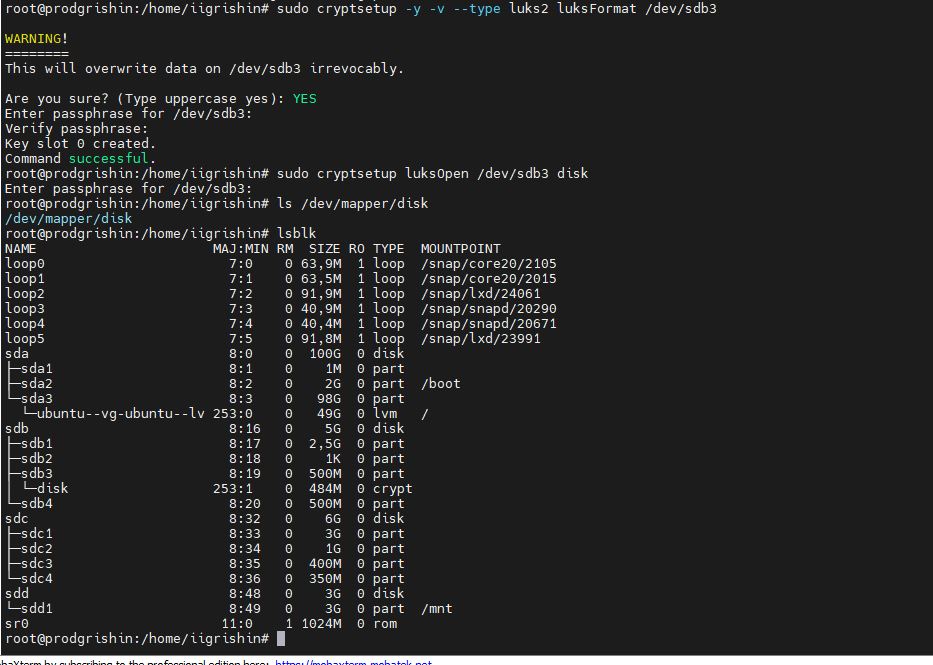 root@prodgrishin:/home/iigrishin# sudo cryptsetup -y -v --type luks2 luksFormat /dev/sdb3
WARNING!
========
This will overwrite data on /dev/sdb3 irrevocably.
Are you sure? (Type uppercase yes): YES
Enter passphrase for /dev/sdb3:
Verify passphrase:
Key slot 0 created.
Command successful.
root@prodgrishin:/home/iigrishin# sudo cryptsetup luksOpen /dev/sdb3 disk
Enter passphrase for /dev/sdb3:
root@prodgrishin:/home/iigrishin# ls /dev/mapper/disk
/dev/mapper/disk
root@prodgrishin:/home/iigrishin# lsblk
NAME                      MAJ:MIN RM  SIZE RO TYPE  MOUNTPOINT
loop0                       7:0    0 63,9M  1 loop  /snap/core20/2105
loop1                       7:1    0 63,5M  1 loop  /snap/core20/2015
loop2                       7:2    0 91,9M  1 loop  /snap/lxd/24061
loop3                       7:3    0 40,9M  1 loop  /snap/snapd/20290
loop4                       7:4    0 40,4M  1 loop  /snap/snapd/20671
loop5                       7:5    0 91,8M  1 loop  /snap/lxd/23991
sda                         8:0    0  100G  0 disk
├─sda1                      8:1    0    1M  0 part
├─sda2                      8:2    0    2G  0 part  /boot
└─sda3                      8:3    0   98G  0 part
  └─ubuntu--vg-ubuntu--lv 253:0    0   49G  0 lvm   /
sdb                         8:16   0    5G  0 disk
├─sdb1                      8:17   0  2,5G  0 part
├─sdb2                      8:18   0    1K  0 part
├─sdb3                      8:19   0  500M  0 part
│ └─disk                  253:1    0  484M  0 crypt
└─sdb4                      8:20   0  500M  0 part
sdc                         8:32   0    6G  0 disk
├─sdc1                      8:33   0    3G  0 part
├─sdc2                      8:34   0    1G  0 part
├─sdc3                      8:35   0  400M  0 part
└─sdc4                      8:36   0  350M  0 part
sdd                         8:48   0    3G  0 disk
└─sdd1                      8:49   0    3G  0 part  /mnt
sr0                        11:0    1 1024M  0 rom
root@prodgrishin:/home/iigrishin#
by subscribing to the professional edition here: https://mobaxterm.mobatek.net